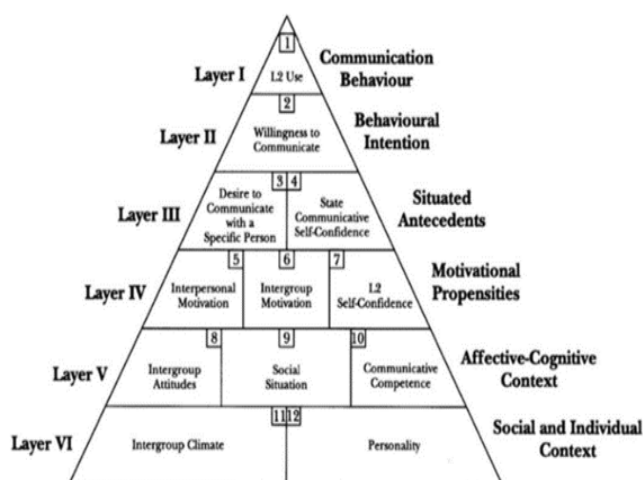 1
Layer I
L2 Use
Communication
Behaviour
2
Layer II
Willingness to
Communicate
Behavioural
Intention
3 4
Layer III
Desire to
Communicate
with a
Specific Person
State
Communicative
Self-Confidence
Situated
Antecedents
5 6 7
Layer IV
Interpersonal
Motivation
Intergroup
Motivation
L2
Self-Confidence
Motivational
Propensities
8 9 10
Layer V
Intergroup
Attitudes
Social
Situation
Communicative
Competence
Affective-Cognitive
Context
11 12
Layer VI
Intergroup Climate
Personality
Social and Individual
Context